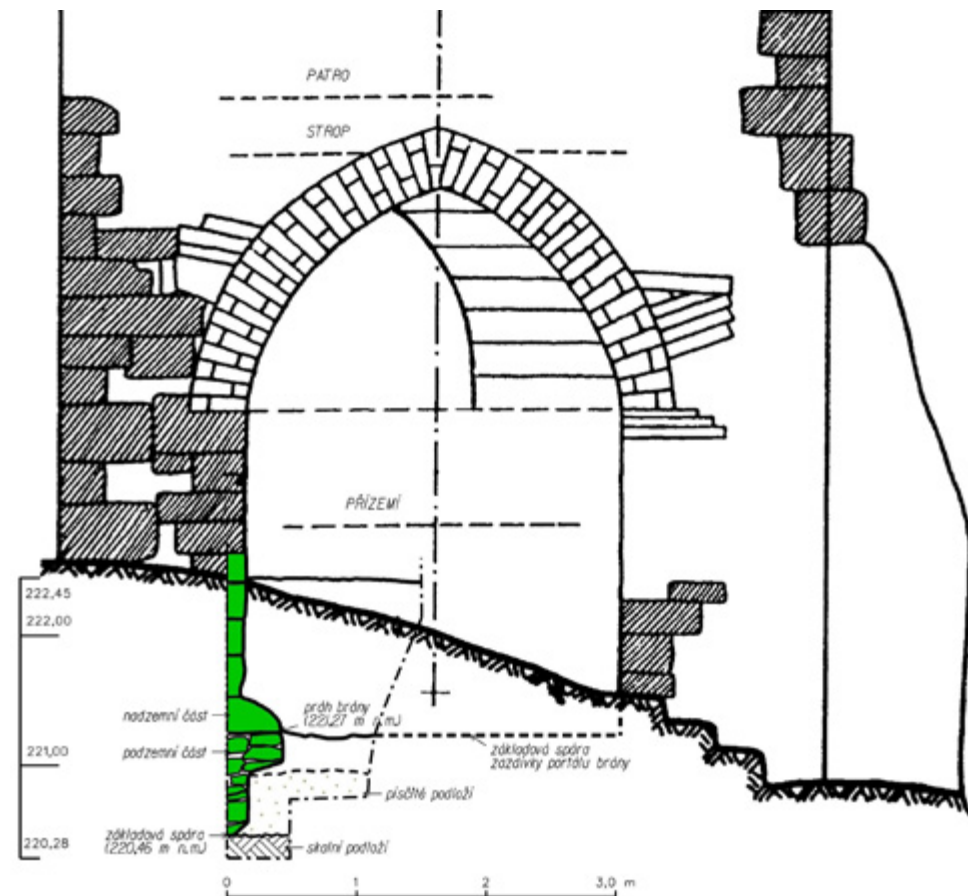 PATRO
STROP
PŘÍZEMÍ
222,45
222,00
nadzemní část
práh brány
(221,27 m n.m.)
podzemní část
221,00
základová spára
zazdívky portálu brány
písčité podloží
základová spára
(220,46 m n.m.)
skalní podloží
220,28
0 1 2 3,0 m